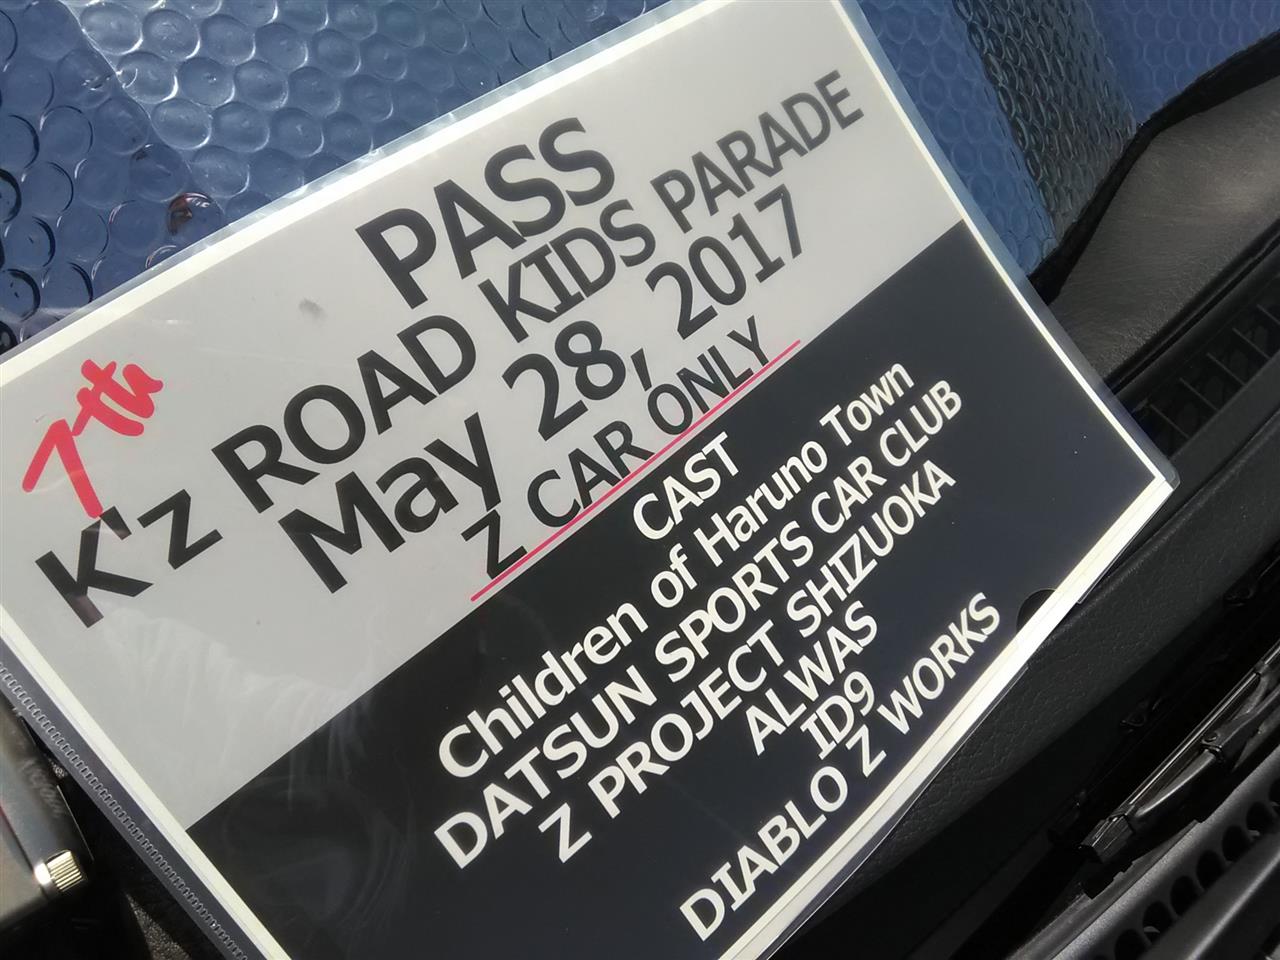 PASS
7th
K'z ROAD KIDS PARADE
May 28, 2017
Z CAR ONLY
CAST
Children of Haruno Town
DATSUN SPORTS CAR CLUB
Z PROJECT SHIZUOKA
ALWAS
ID9
DIABLO Z WORKS